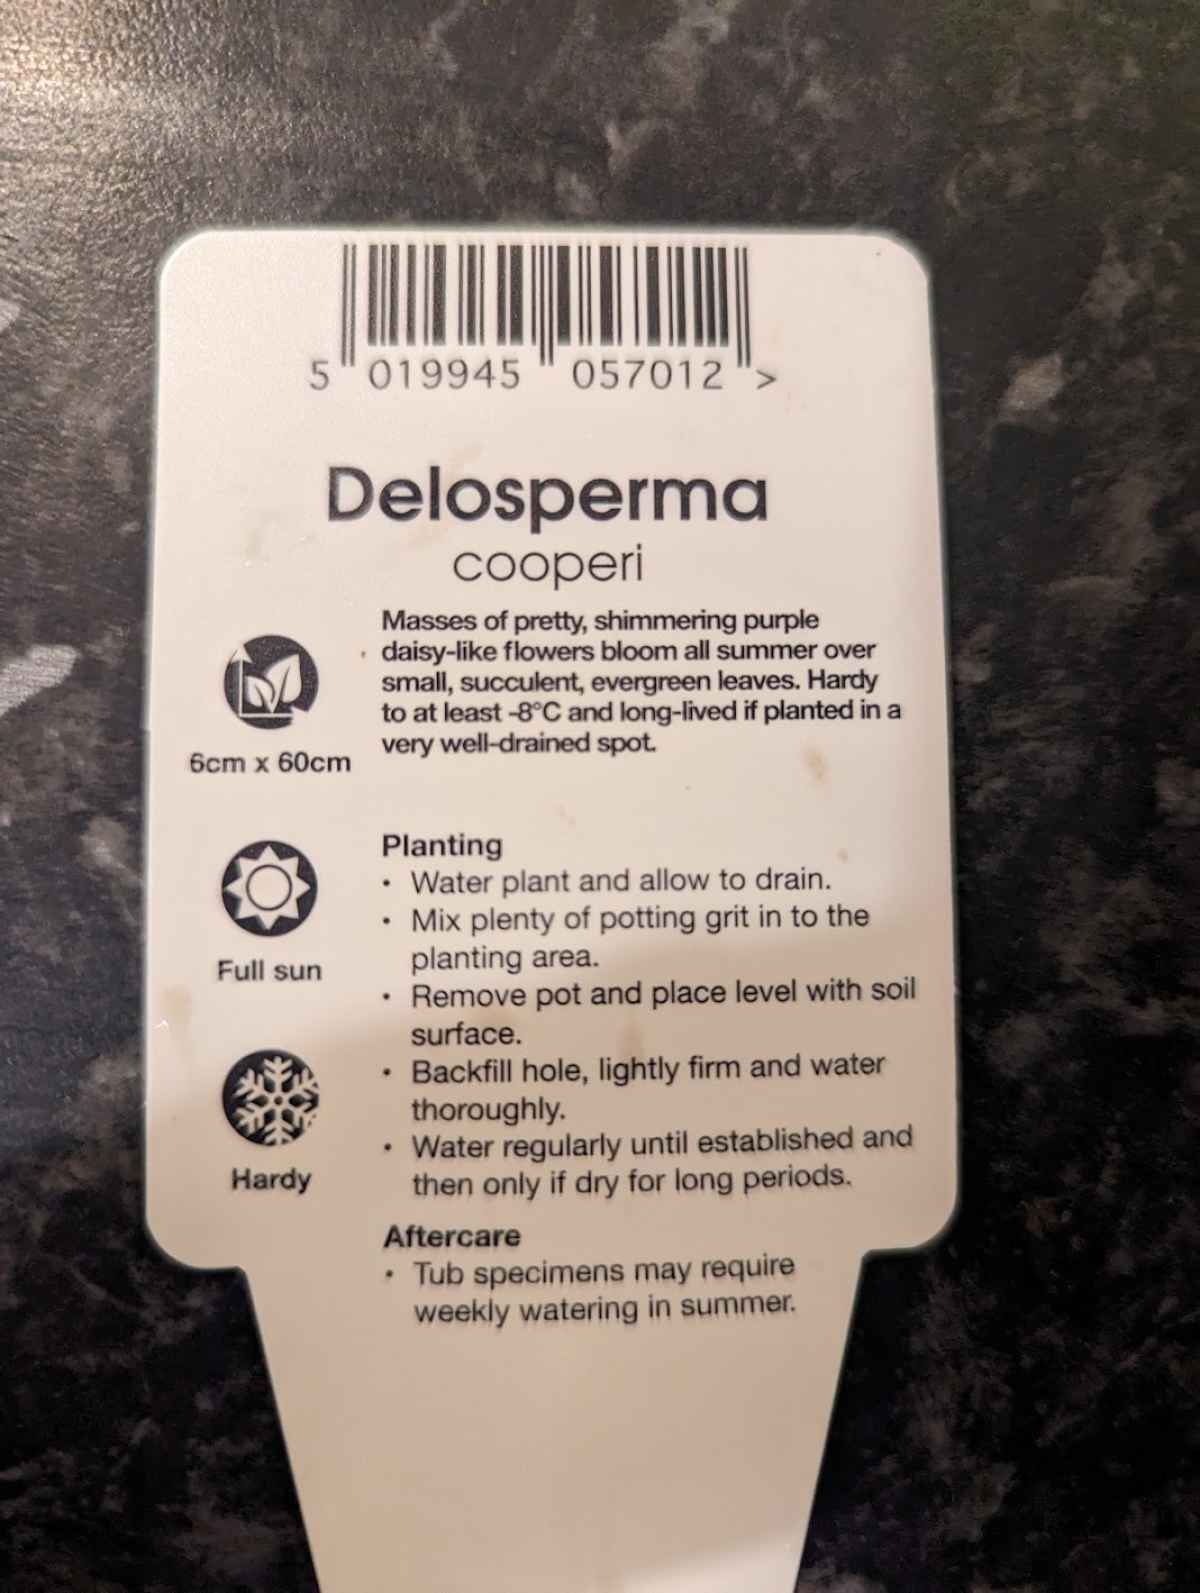 5 019945 057012 >
Delosperma
cooperi
Masses of pretty, shimmering purple
daisy-like flowers bloom all summer over
small, succulent, evergreen leaves. Hardy
to at least -8°C and long-lived if planted in a
very well-drained spot.
6cm x 60cm
Planting
• Water plant and allow to drain.
• Mix plenty of potting grit in to the
planting area.
Full sun
• Remove pot and place level with soil
surface.
• Backfill hole, lightly firm and water
thoroughly.
• Water regularly until established and
then only if dry for long periods.
Hardy
Aftercare
• Tub specimens may require
weekly watering in summer.